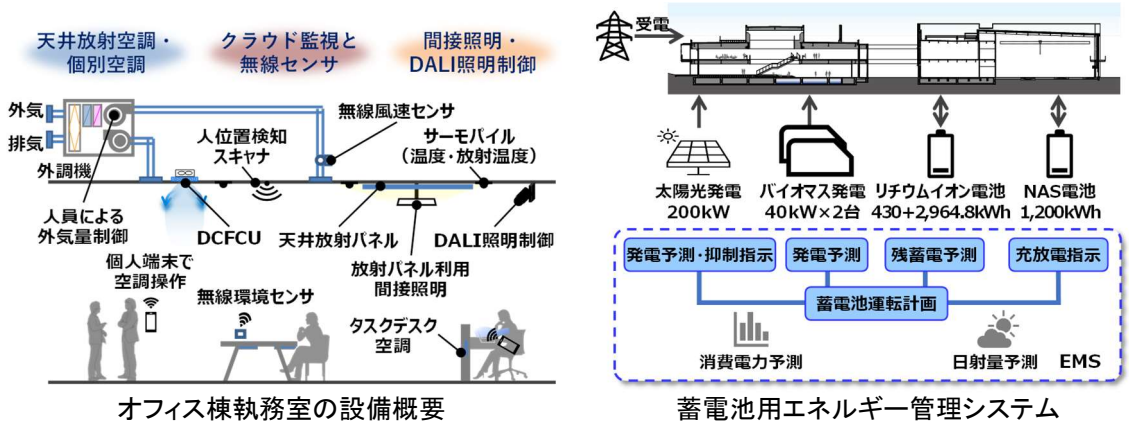 天井放射空調・
個別空調
クラウド監視と
無線センサ
間接照明・
DALI照明制御
外気
排気
外調機
人位置検知
スキャナ
無線風速センサ
サーモパイル
(温度・放射温度)
人員による
外気量制御
DCFCU
天井放射パネル
DALI照明制御
個人端末で
空調操作
放射パネル利用
間接照明
無線環境センサ
タスクデスク
空調
オフィス棟執務室の設備概要
受電
太陽光発電
200kW
バイオマス発電
40kW×2台
リチウムイオン電池
430+2,964.8kWh
NAS電池
1,200kWh
発電予測・抑制指示
発電予測
残蓄電予測
充放電指示
蓄電池運転計画
消費電力予測
日射量予測
EMS
蓄電池用エネルギー管理システム